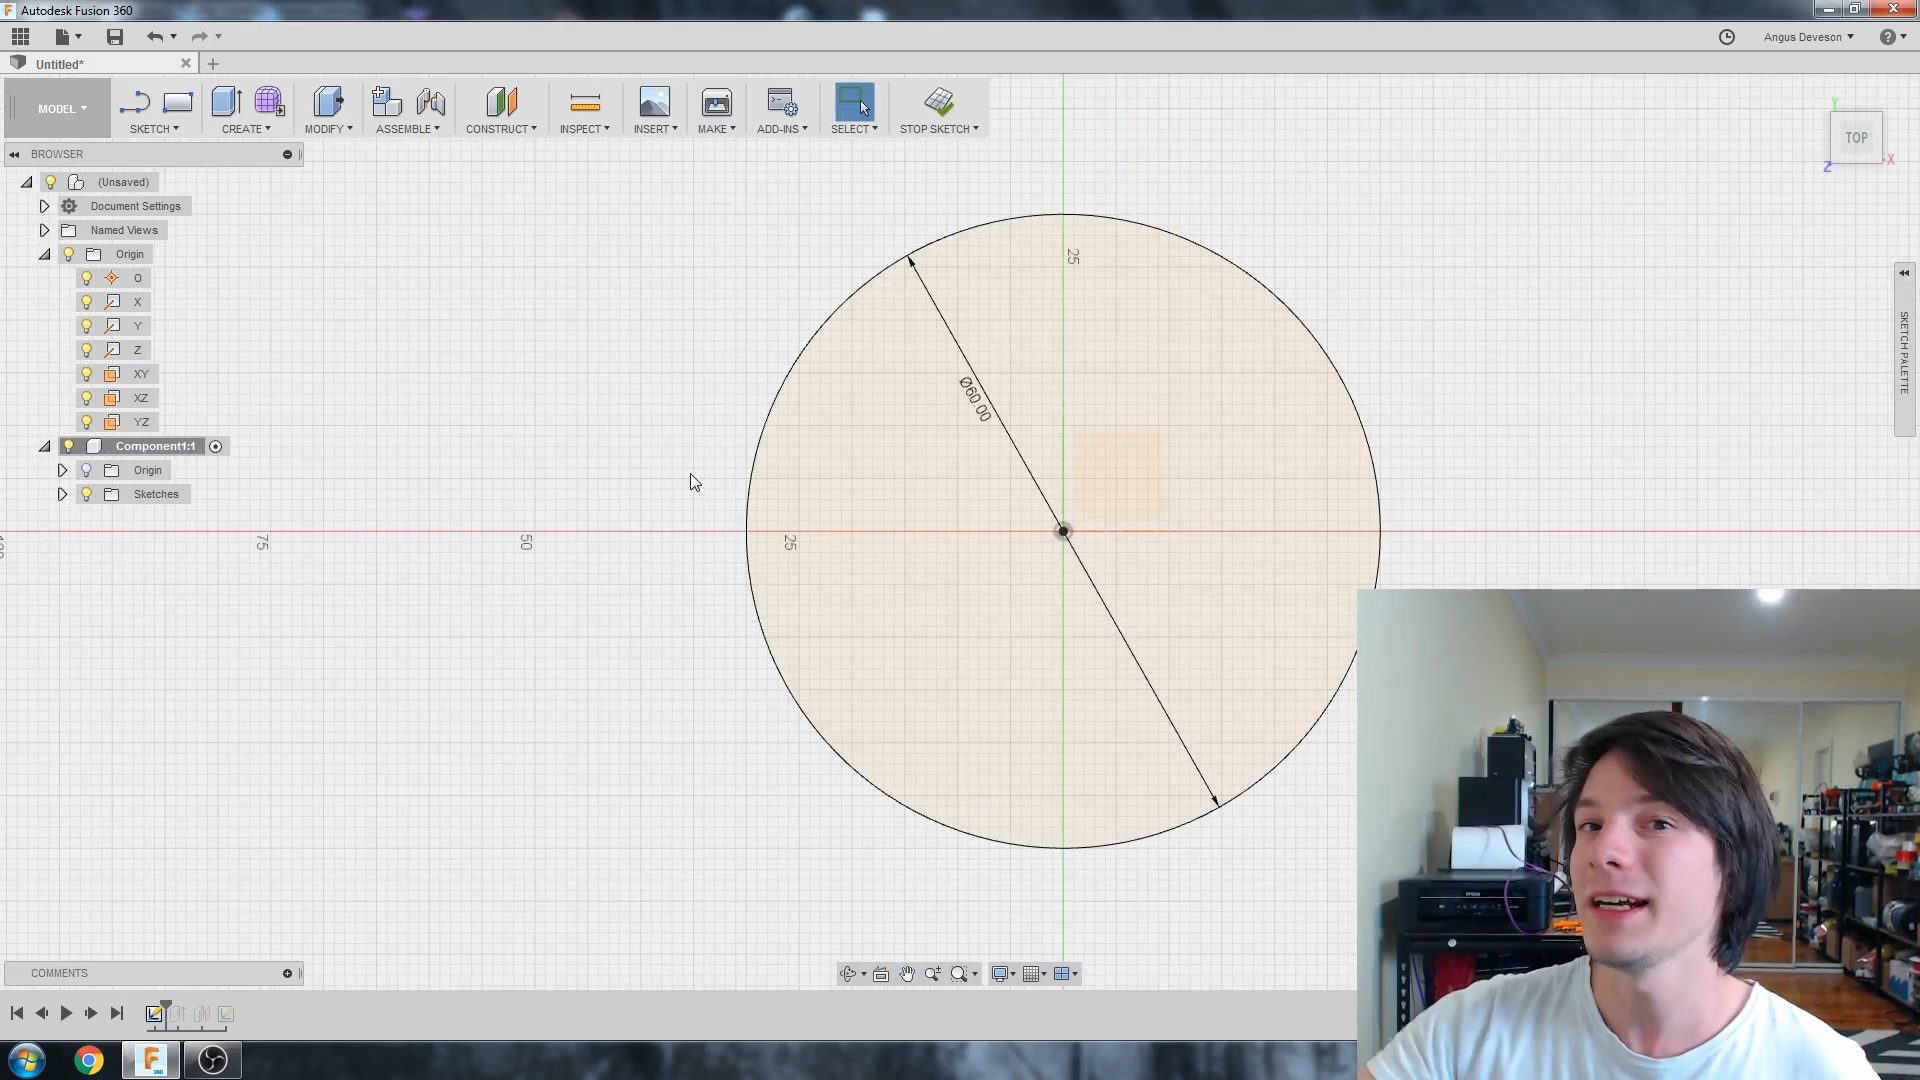 Autodesk Fusion 360
Angus Deveson
Untitled*
MODEL
SKETCH
CREATE
MODIFY
ASSEMBLE
CONSTRUCT
INSPECT
INSERT
MAKE
ADD-INS
SELECT
STOP SKETCH
BROWSER
(Unsaved)
Document Settings
Named Views
Origin
O
X
Y
Z
XY
XZ
YZ
Component1:1
Origin
Sketches
Y
TOP
X
Z
SKETCH PALETTE
25
Ø60.00
75
50
25
EPSON
COMMENTS